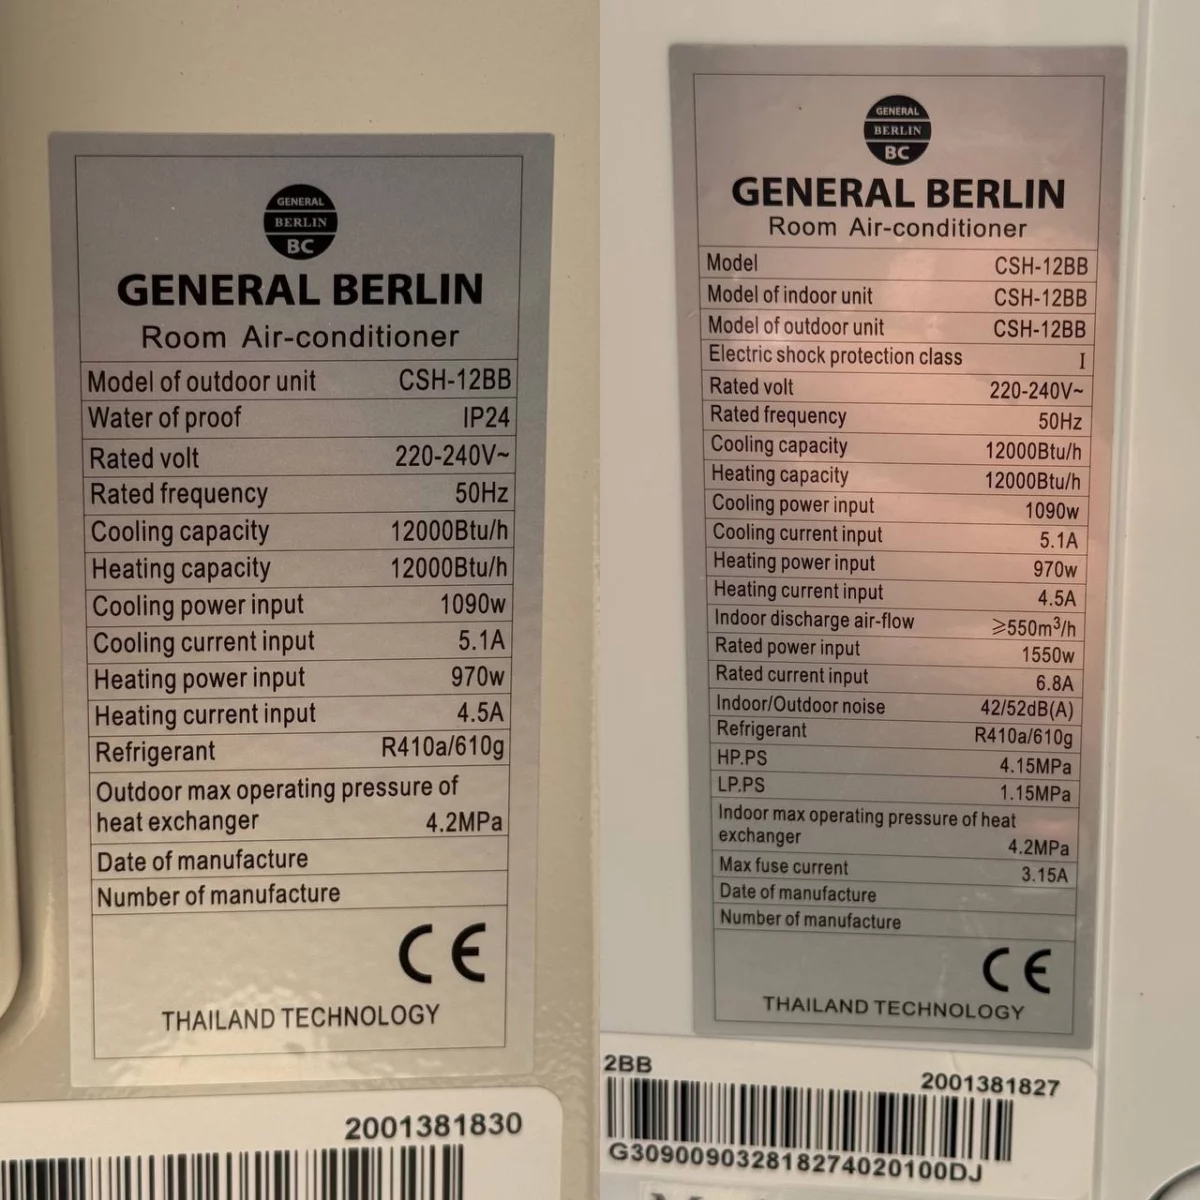 GENERAL
BERLIN
BC
GENERAL BERLIN
Room Air-conditioner
Model of outdoor unit CSH-12BB
Water of proof IP24
Rated volt 220-240V~
Rated frequency 50Hz
Cooling capacity 12000Btu/h
Heating capacity 12000Btu/h
Cooling power input 1090w
Cooling current input 5.1A
Heating power input 970w
Heating current input 4.5A
Refrigerant R410a/610g
Outdoor max operating pressure of
heat exchanger 4.2MPa
Date of manufacture
Number of manufacture
CE
THAILAND TECHNOLOGY
2001381830
GENERAL
BERLIN
BC
GENERAL BERLIN
Room Air-conditioner
Model CSH-12BB
Model of indoor unit CSH-12BB
Model of outdoor unit CSH-12BB
Electric shock protection class I
Rated volt 220-240V~
Rated frequency 50Hz
Cooling capacity 12000Btu/h
Heating capacity 12000Btu/h
Cooling power input 1090w
Cooling current input 5.1A
Heating power input 970w
Heating current input 4.5A
Indoor discharge air-flow ≥550m³/h
Rated power input 1550w
Rated current input 6.8A
Indoor/Outdoor noise 42/52dB(A)
Refrigerant R410a/610g
HP.PS 4.15MPa
LP.PS 1.15MPa
Indoor max operating pressure of heat
exchanger 4.2MPa
Max fuse current 3.15A
Date of manufacture
Number of manufacture
CE
THAILAND TECHNOLOGY
2BB 2001381827
G309009032818274020100DJ